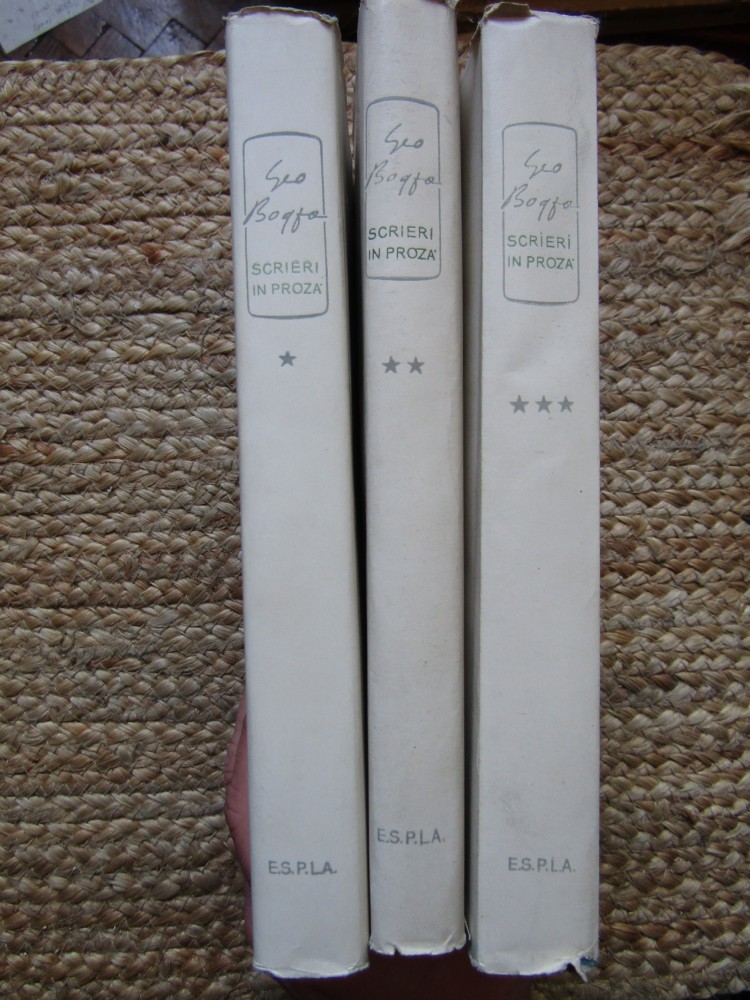 Geo
Bogza
SCRIERI
IN PROZĂ
★
E.S.P.L.A.
Geo
Bogza
SCRIERI
IN PROZĂ
★★
E.S.P.L.A.
Geo
Bogza
SCRIERI
IN PROZĂ
★★★
E.S.P.L.A.